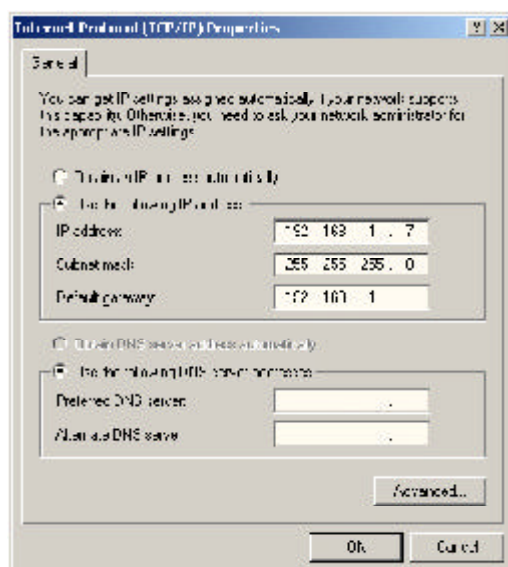 Internet Protocol (TCP/IP) Properties
General
You can get IP settings assigned automatically if your network supports
this capability. Otherwise, you need to ask your network administrator for
the appropriate IP settings.
Obtain an IP address automatically
Use the following IP address:
IP address:
192 168 1 . 7
Subnet mask:
255 255 255 . 0
Default gateway:
192 168 1
Obtain DNS server address automatically
Use the following DNS server addresses:
Preferred DNS server:
Alternate DNS server
Advanced...
OK
Cancel